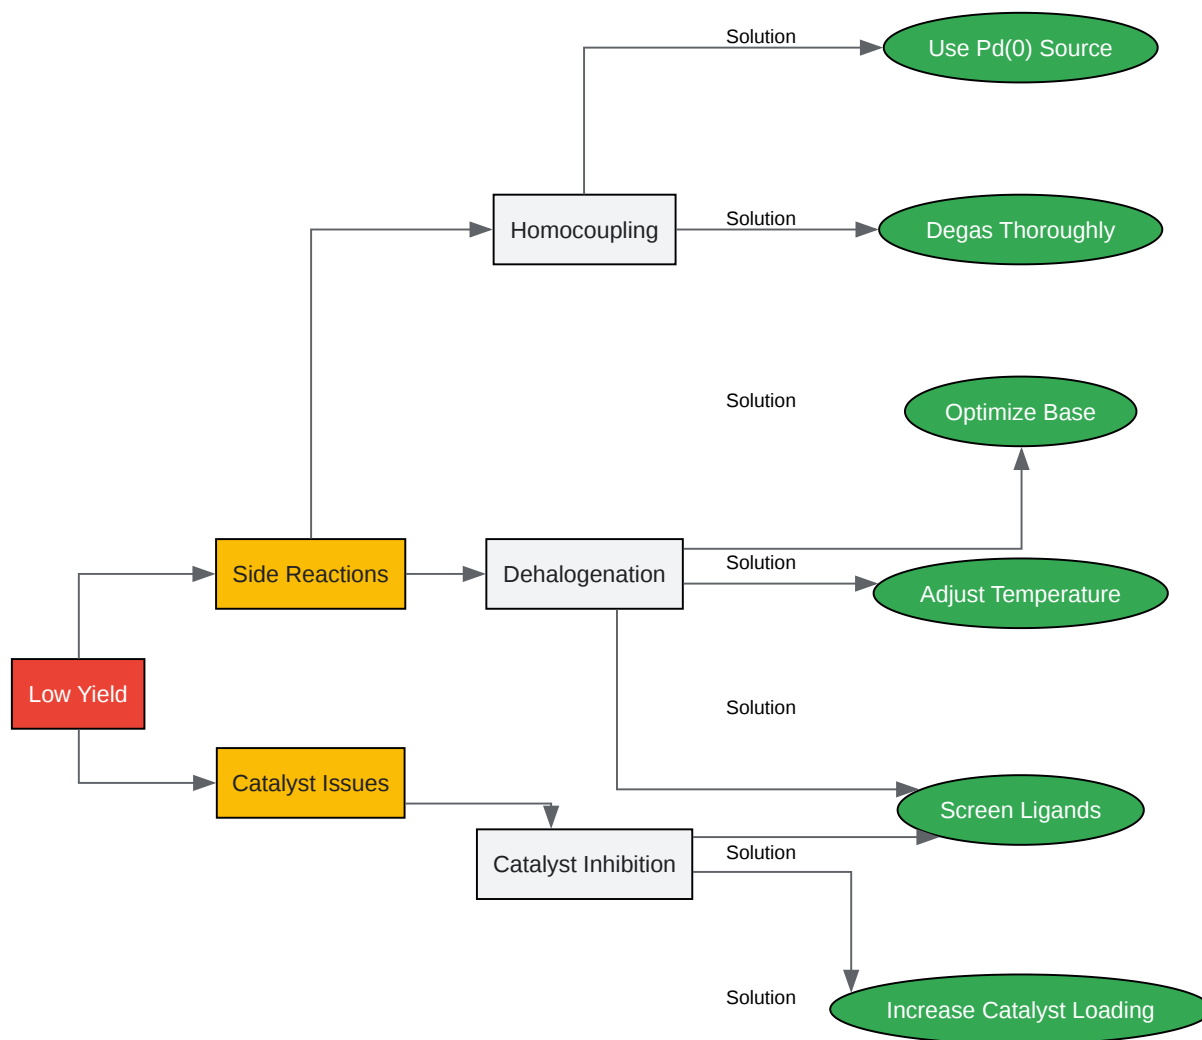 Solution
Use Pd(0) Source
Homocoupling
Solution
Degas Thoroughly
Solution
Optimize Base
Side Reactions
Dehalogenation
Solution
Adjust Temperature
Low Yield
Solution
Catalyst Issues
Screen Ligands
Catalyst Inhibition
Solution
Solution
Increase Catalyst Loading